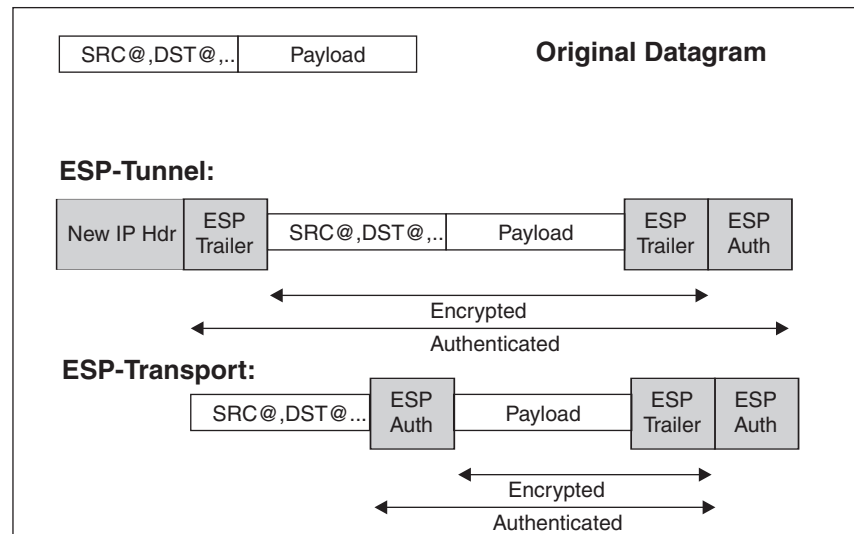 SRC@,DST@,.. Payload Original Datagram
ESP-Tunnel:
New IP Hdr ESP Trailer SRC@,DST@,.. Payload ESP Trailer ESP Auth
Encrypted
Authenticated
ESP-Transport:
SRC@,DST@... ESP Auth Payload ESP Trailer ESP Auth
Encrypted
Authenticated